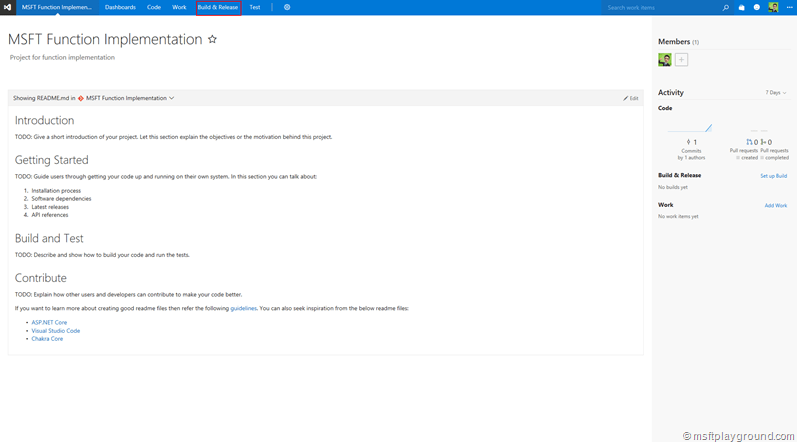 MSFT Function Implemen... Dashboards Code Work Build & Release Test Search work items
MSFT Function Implementation
Project for function implementation
Showing README.md in MSFT Function Implementation Edit
Introduction
TODO: Give a short introduction of your project. Let this section explain the objectives or the motivation behind this project.
Getting Started
TODO: Guide users through getting your code up and running on their own system. In this section you can talk about:
1. Installation process
2. Software dependencies
3. Latest releases
4. API references
Build and Test
TODO: Describe and show how to build your code and run the tests.
Contribute
TODO: Explain how other users and developers can contribute to make your code better.
If you want to learn more about creating good readme files then refer the following guidelines. You can also seek inspiration from the below readme files:
• ASP.NET Core
• Visual Studio Code
• Chakra Core
Members (1)
Activity 7 Days
Code
1 0 0
Commits Pull requests Pull requests
by 1 authors created completed
Build & Release Set up Build
No builds yet
Work Add Work
No work items yet
© msftplayground.com